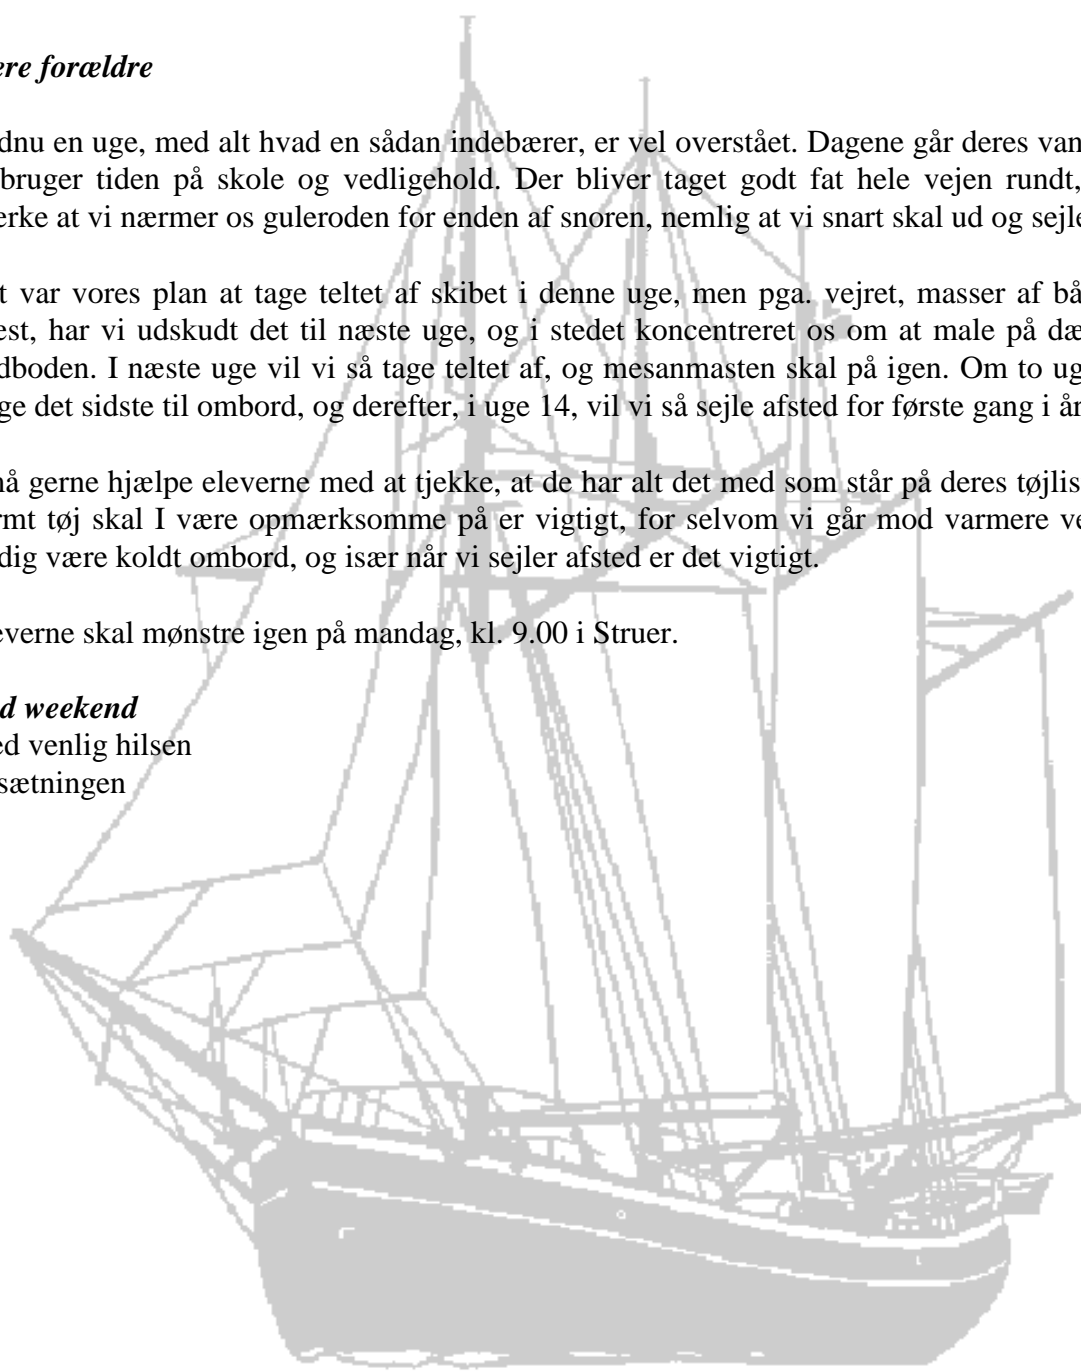 ere forældre
dnu en uge, med alt hvad en sådan indebærer, er vel overstået. Dagene går deres van
bruger tiden på skole og vedligehold. Der bliver taget godt fat hele vejen rundt,
erke at vi nærmer os guleroden for enden af snoren, nemlig at vi snart skal ud og sejle
t var vores plan at tage teltet af skibet i denne uge, men pga. vejret, masser af bå
est, har vi udskudt det til næste uge, og i stedet koncentreret os om at male på dæ
dboden. I næste uge vil vi så tage teltet af, og mesanmasten skal på igen. Om to ug
ge det sidste til ombord, og derefter, i uge 14, vil vi så sejle afsted for første gang i år
må gerne hjælpe eleverne med at tjekke, at de har alt det med som står på deres tøjlis
rmt tøj skal I være opmærksomme på er vigtigt, for selvom vi går mod varmere ve
dig være koldt ombord, og især når vi sejler afsted er det vigtigt.
everne skal mønstre igen på mandag, kl. 9.00 i Struer.
d weekend
ed venlig hilsen
sætningen